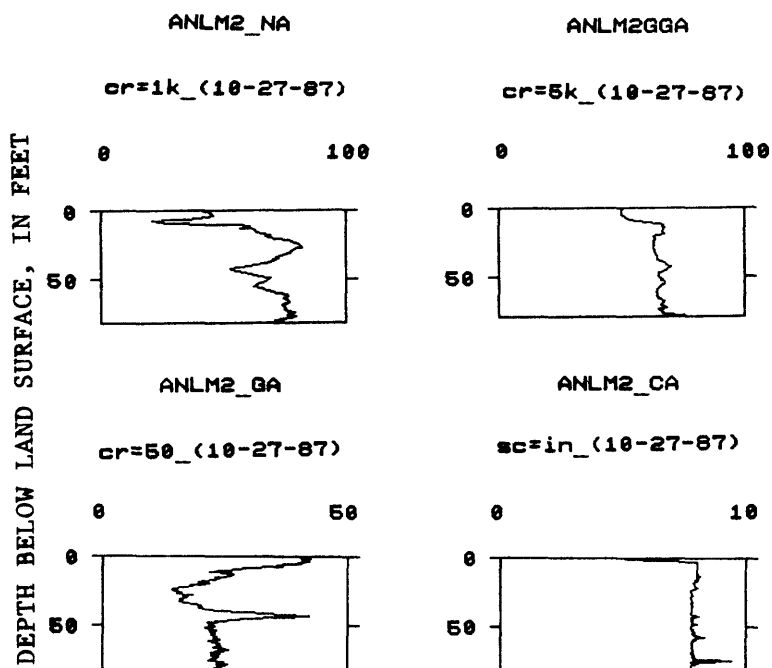 ANLM2_NA
cr=1k_(10-27-87)
0 100
0
50
ANLM2GGA
cr=5k_(10-27-87)
0 100
0
50
ANLM2_GA
cr=50_(10-27-87)
0 50
0
50
ANLM2_CA
sc=in_(10-27-87)
0 10
0
50
DEPTH BELOW LAND SURFACE, IN FEET